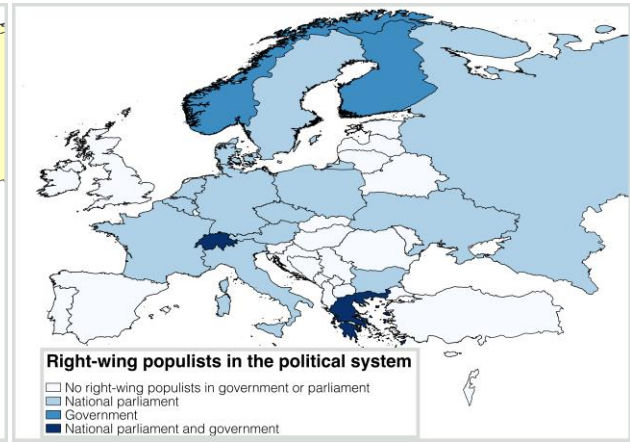 Right-wing populists in the political system
No right-wing populists in government or parliament
National parliament
Government
National parliament and government